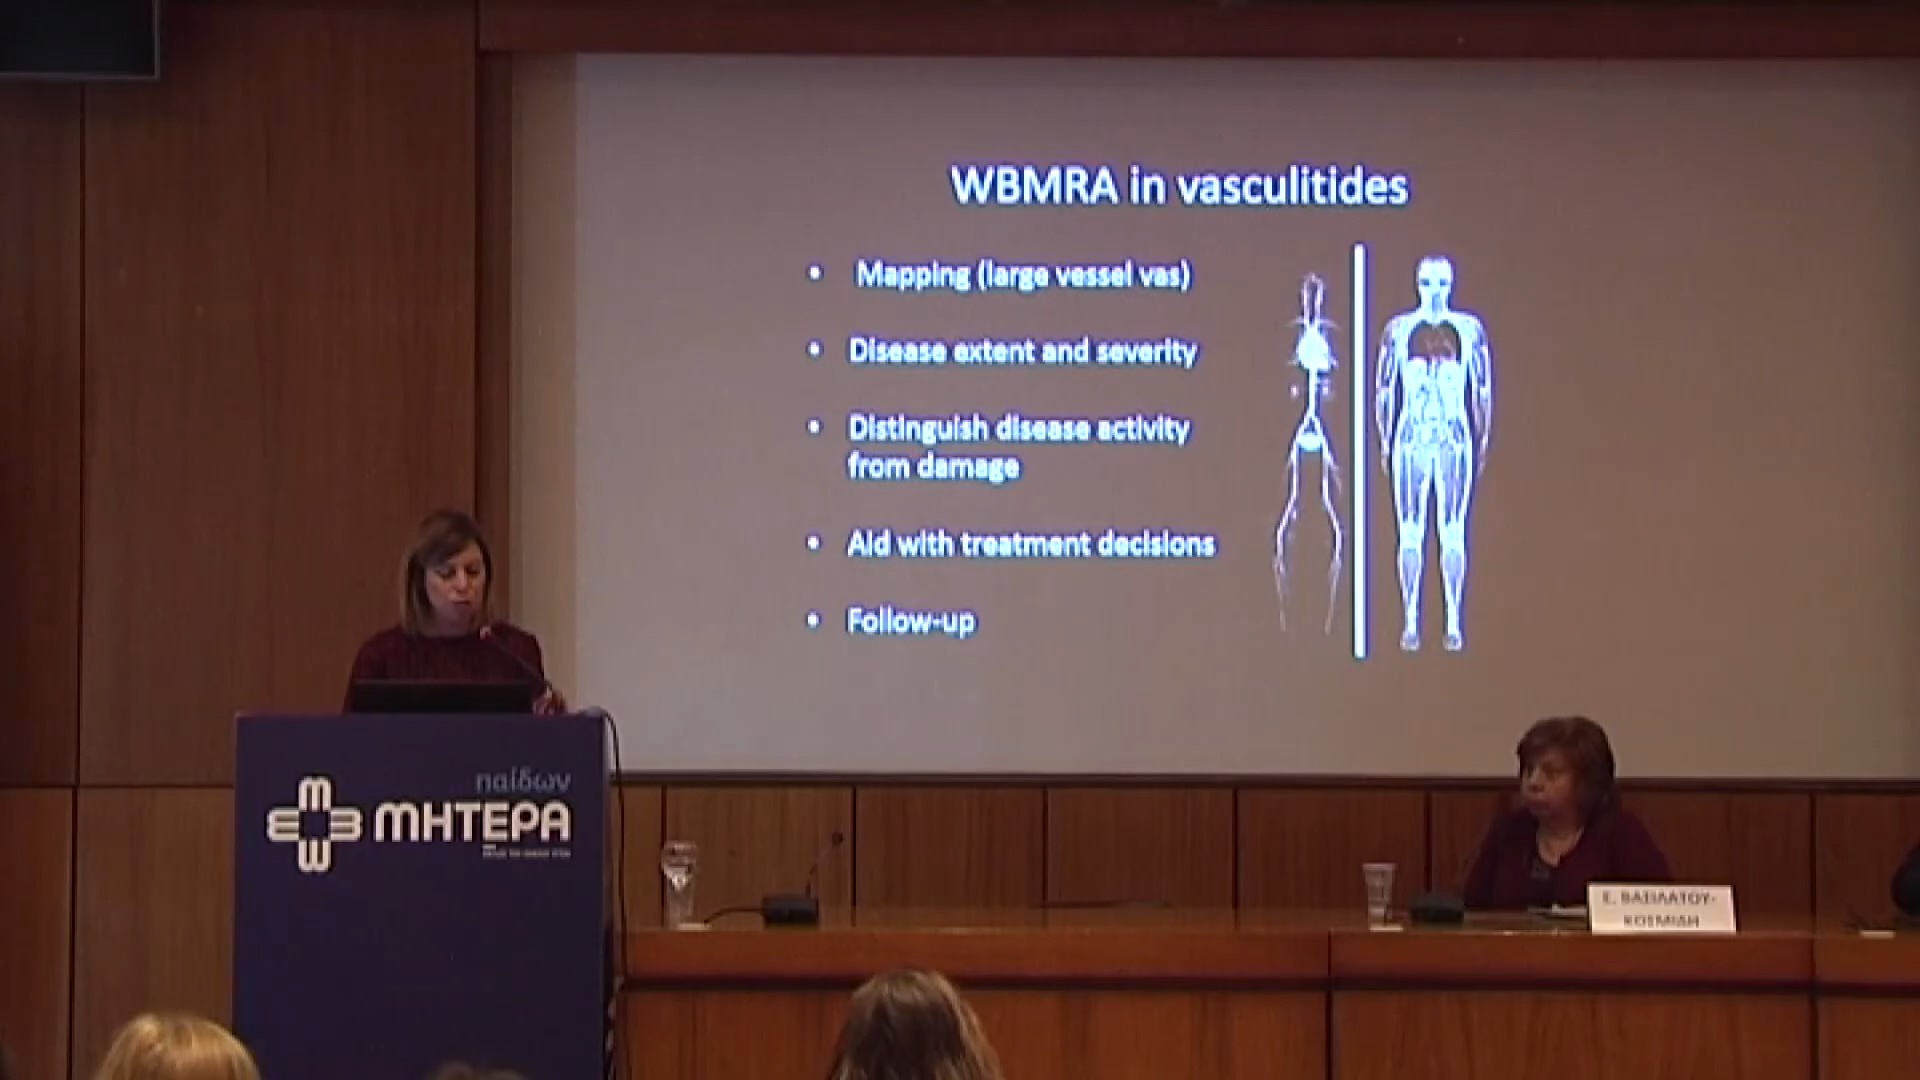 WBMRA in vasculitides
• Mapping (large vessel vas)
• Disease extent and severity
• Distinguish disease activity
from damage
• Aid with treatment decisions
• Follow-up
παίδων
ΜΗΤΕΡΑ
Ε. ΒΑΣΙΛΑΤΟΥ-
ΚΟΣΜΙΔΗ